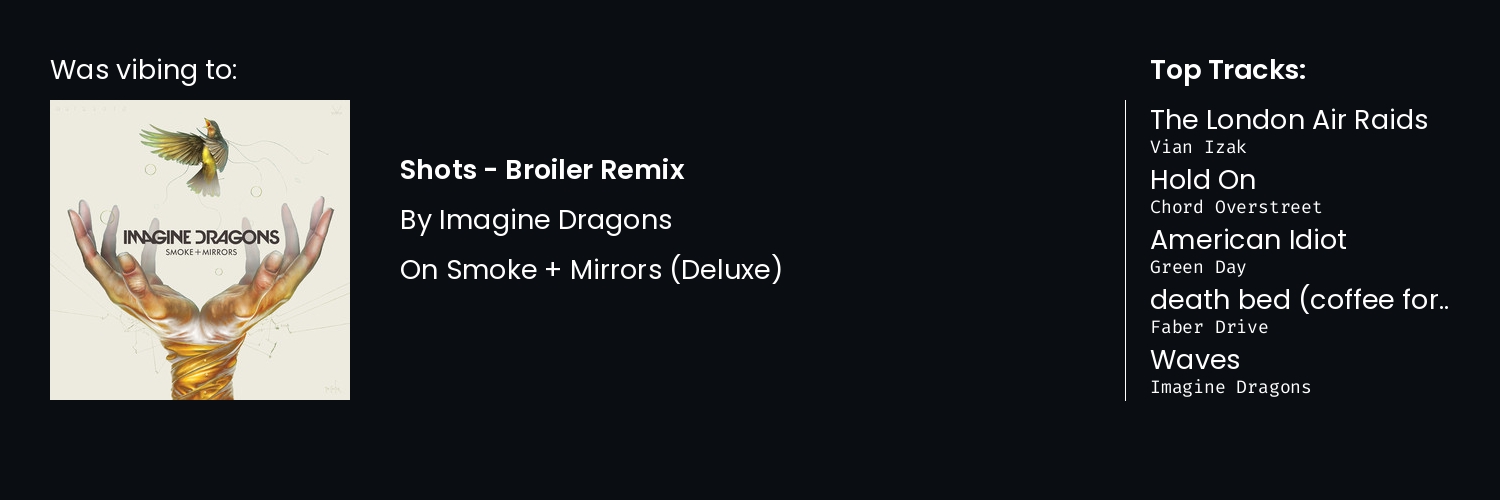 Was vibing to:
IMAGINE DRAGONS
SMOKE+MIRRORS
Shots - Broiler Remix
By Imagine Dragons
On Smoke + Mirrors (Deluxe)
Top Tracks:
The London Air Raids
Vian Izak
Hold On
Chord Overstreet
American Idiot
Green Day
death bed (coffee for..
Faber Drive
Waves
Imagine Dragons